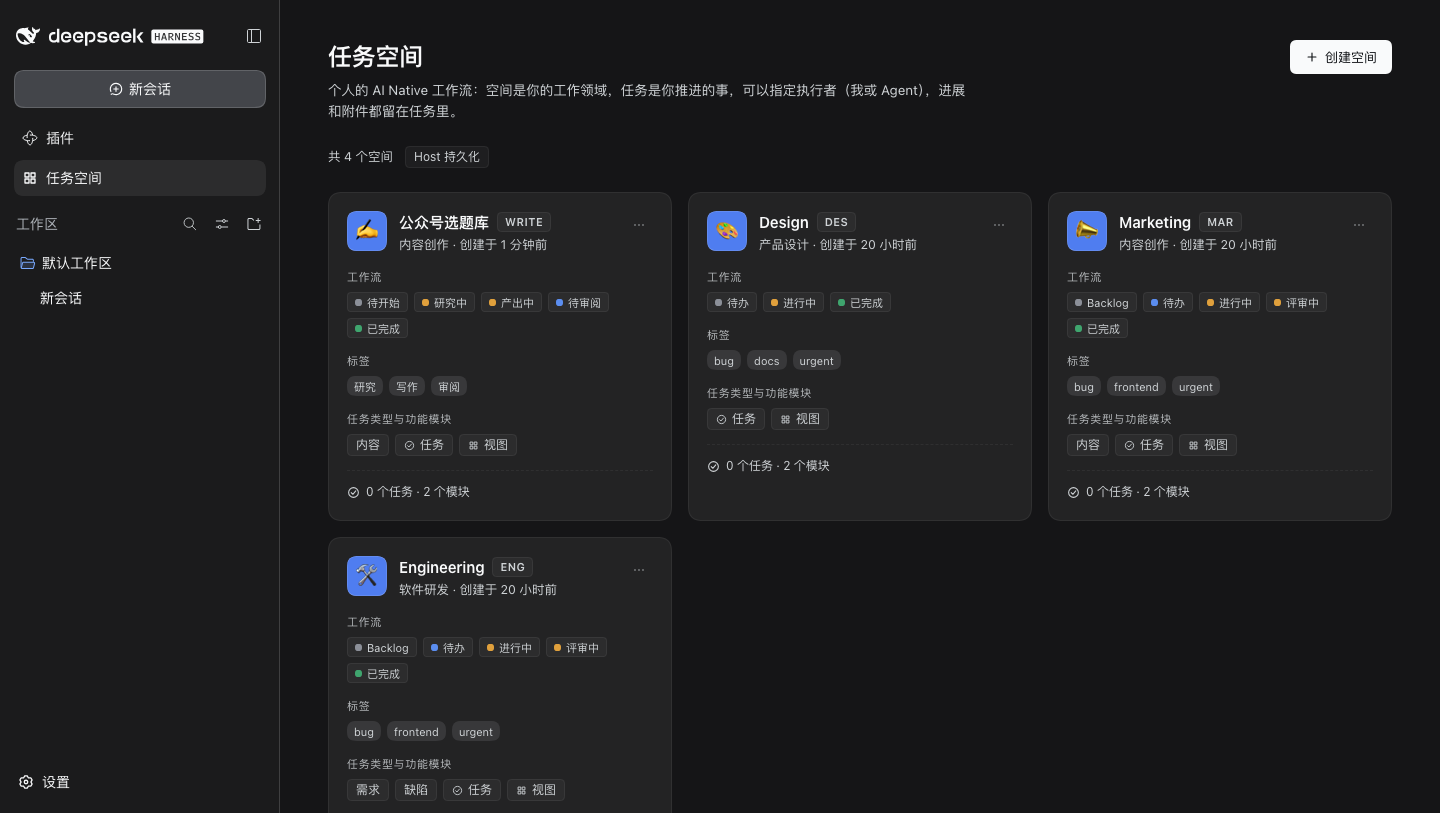 deepseek HARNESS
新会话
插件
任务空间
工作区
默认工作区
新会话
设置
任务空间
创建空间
个人的 AI Native 工作流：空间是你的工作领域，任务是你推进的事，可以指定执行者（我或 Agent），进展
和附件都留在任务里。
共 4 个空间 Host 持久化
公众号选题库 WRITE
内容创作 · 创建于 1 分钟前
工作流
待开始 研究中 产出中 待审阅
已完成
标签
研究 写作 审阅
任务类型与功能模块
内容 任务 视图
0 个任务 · 2 个模块
Design DES
产品设计 · 创建于 20 小时前
工作流
待办 进行中 已完成
标签
bug docs urgent
任务类型与功能模块
任务 视图
0 个任务 · 2 个模块
Marketing MAR
内容创作 · 创建于 20 小时前
工作流
Backlog 待办 进行中 评审中
已完成
标签
bug frontend urgent
任务类型与功能模块
内容 任务 视图
0 个任务 · 2 个模块
Engineering ENG
软件研发 · 创建于 20 小时前
工作流
Backlog 待办 进行中 评审中
已完成
标签
bug frontend urgent
任务类型与功能模块
需求 缺陷 任务 视图